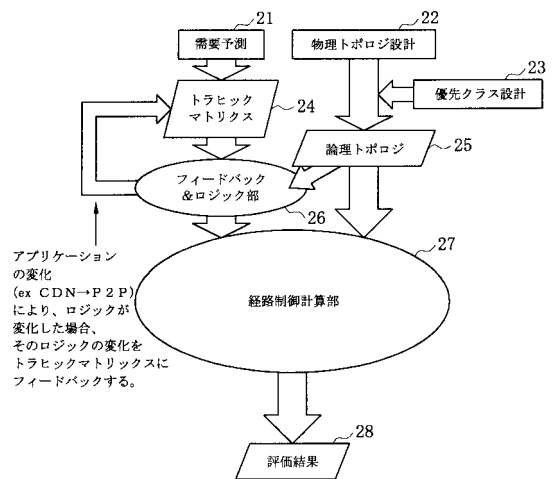 21
需要予測
22
物理トポロジ設計
23
優先クラス設計
トラヒック
マトリクス
24
論理トポロジ
25
フィードバック
&ロジック部
26
アプリケーション
の変化
(ex CDN→P2P)
により、ロジックが
変化した場合、
そのロジックの変化を
トラヒックマトリックスに
フィードバックする。
27
経路制御計算部
28
評価結果